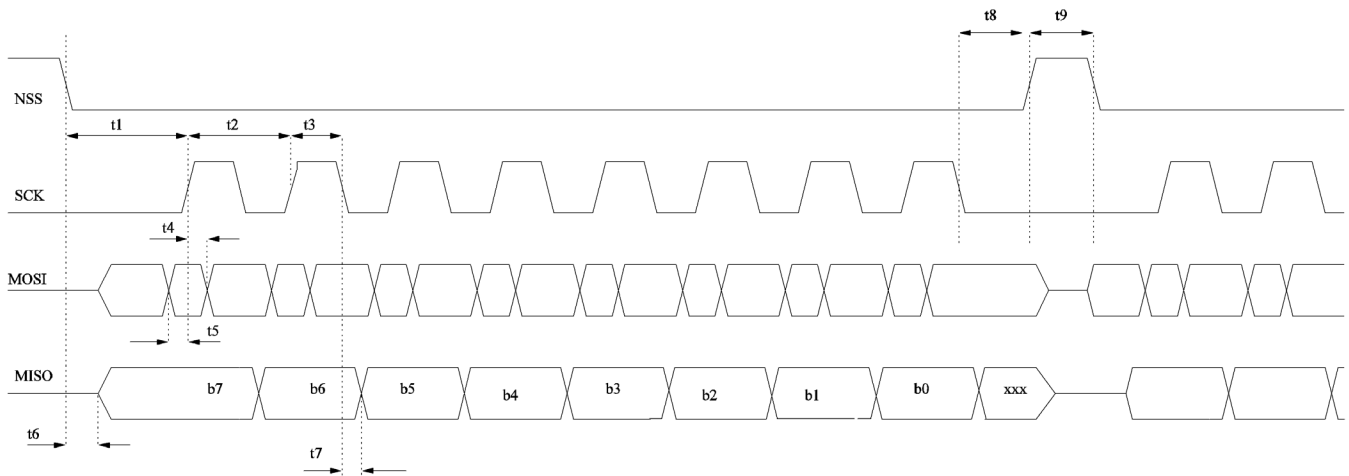 t8 t9
NSS
t1 t2 t3
SCK
t4
MOSI
t5
MISO b7 b6 b5 b4 b3 b2 b1 b0 xxx
t6
t7